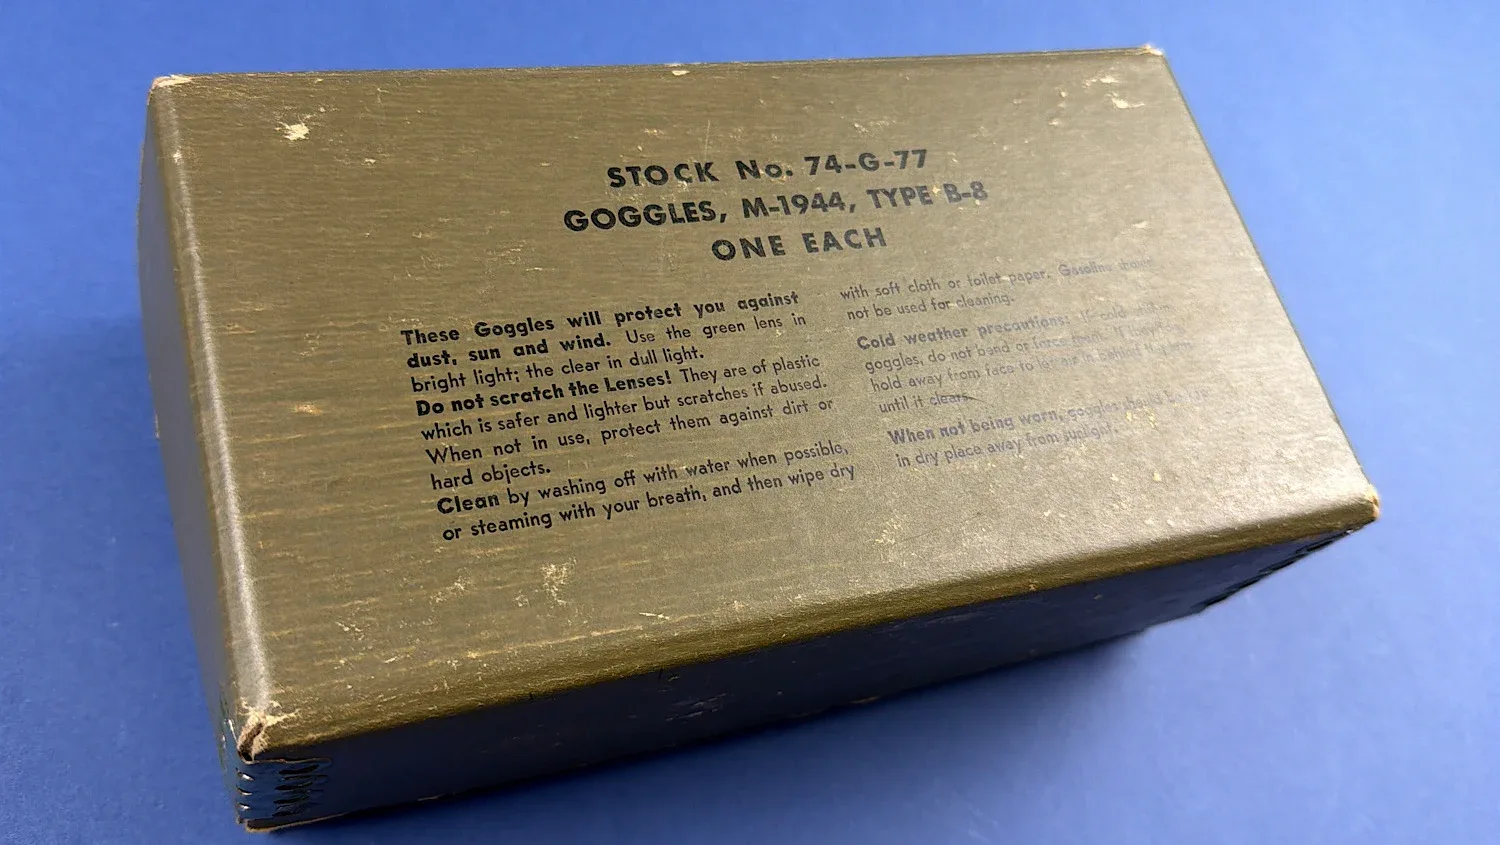 STOCK No. 74-G-77
GOGGLES, M-1944, TYPE B-8
ONE EACH
These Goggles will protect you against
dust, sun and wind. Use the green lens in
bright light; the clear in dull light.
Do not scratch the Lenses! They are of plastic
which is safer and lighter but scratches if abused.
When not in use, protect them against dirt or
hard objects.
Clean by washing off with water when possible,
or steaming with your breath, and then wipe dry
with soft cloth or toilet paper. Gasoline should
not be used for cleaning.
Cold weather precautions: If cold
goggles, do not bend or force
hold away from face to let
until it clears.
When not being worn, goggles should be
in dry place away from sunlight.